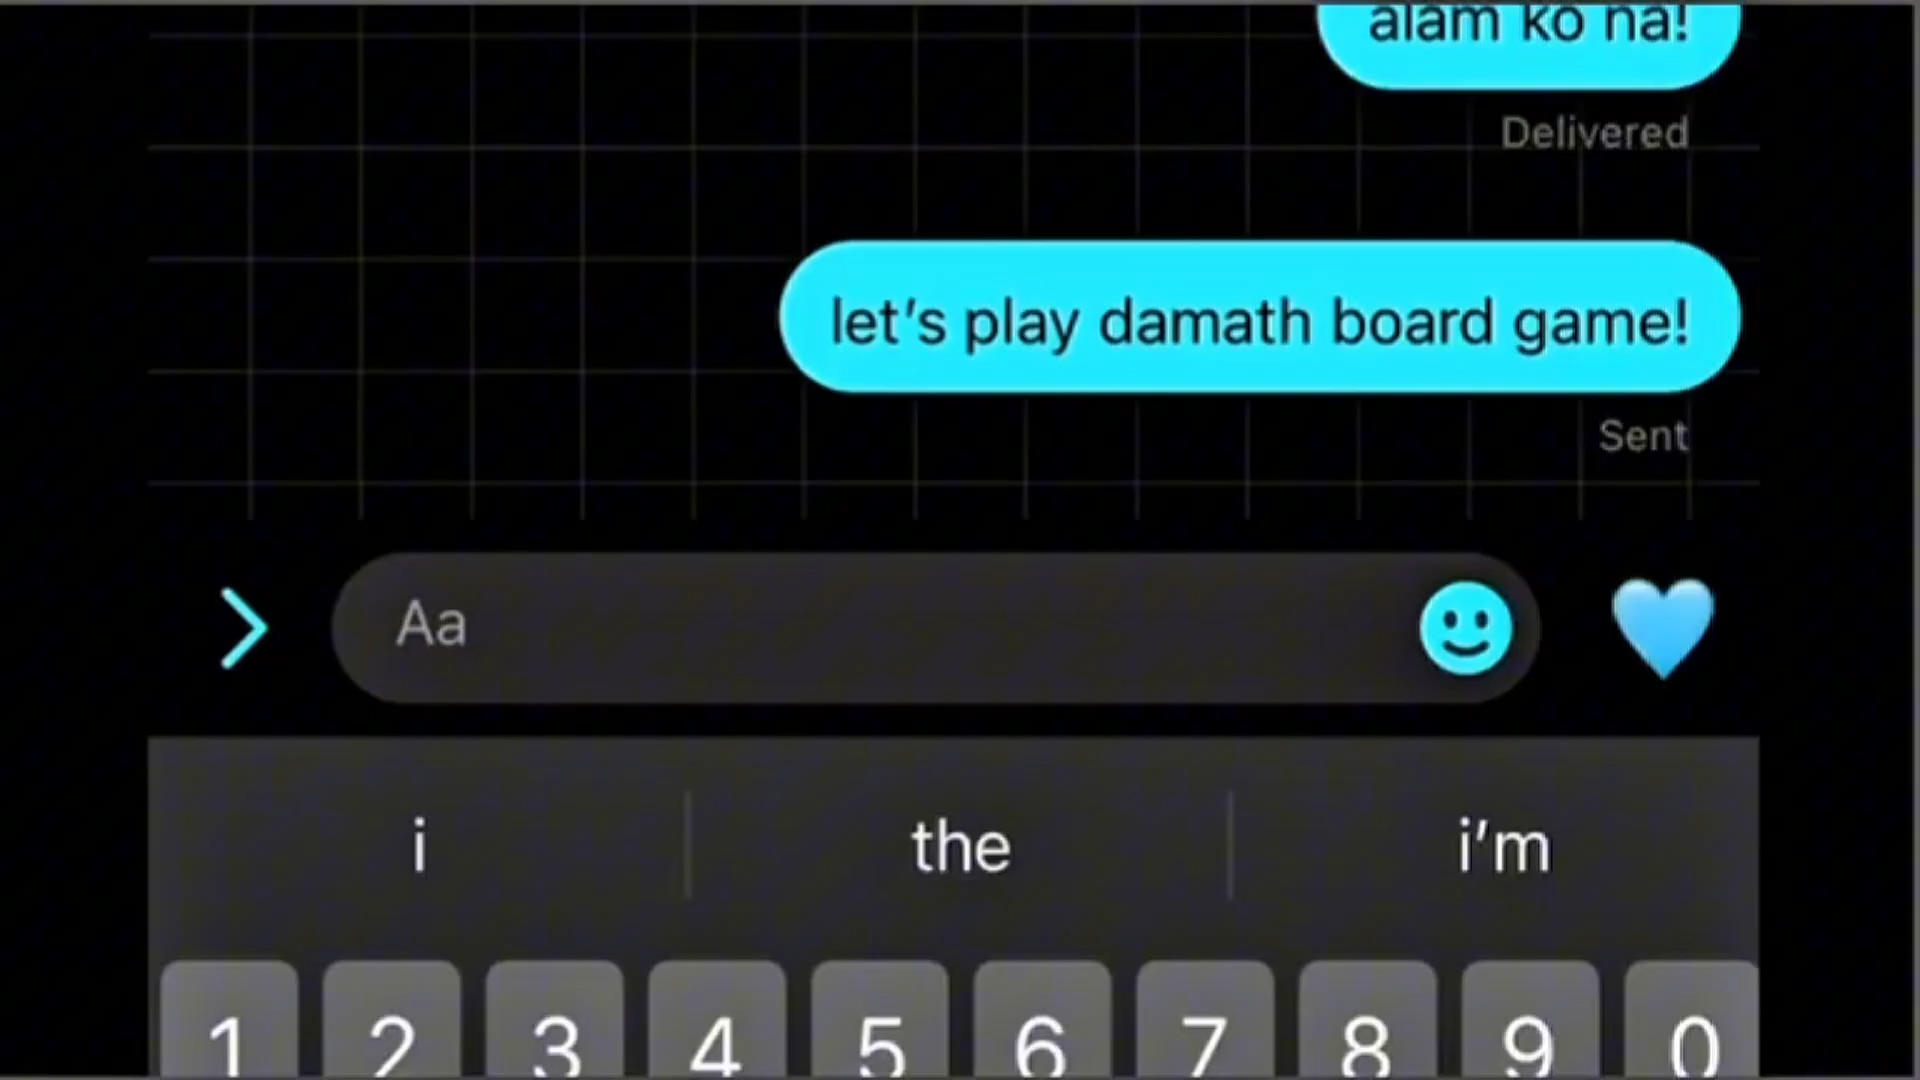 alam ko na!
Delivered
let's play damath board game!
Sent
Aa
i the i'm
1 2 3 4 5 6 7 8 9 0